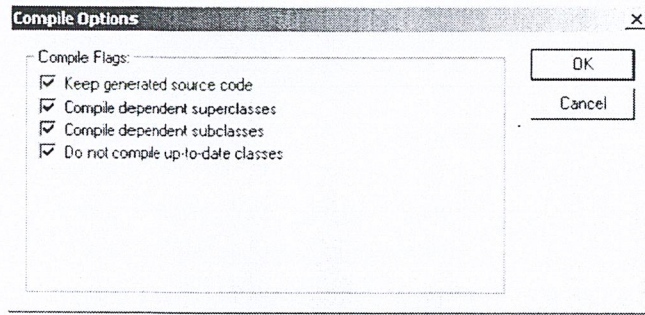 Compile Options
Compile Flags:
Keep generated source code
Compile dependent superclasses
Compile dependent subclasses
Do not compile up-to-date classes
OK
Cancel